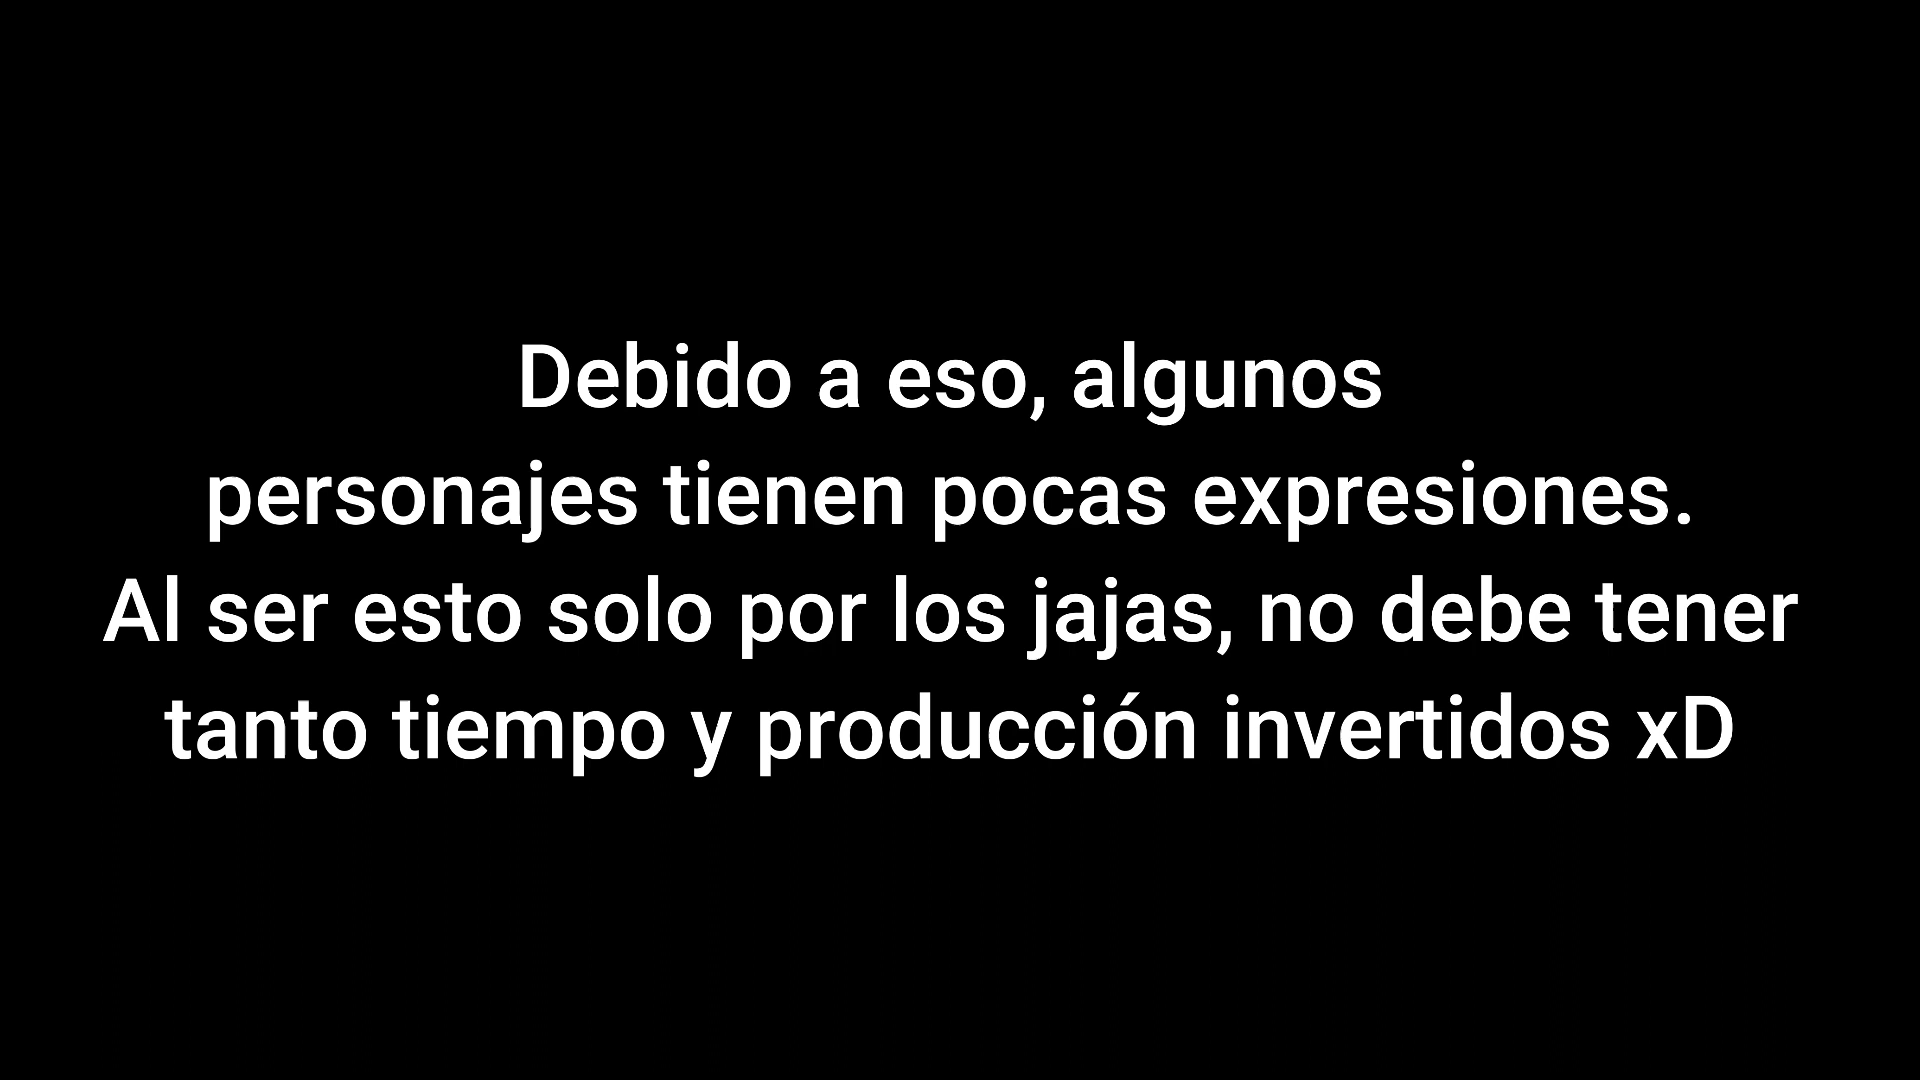 Debido a eso, algunos
personajes tienen pocas expresiones.
Al ser esto solo por los jajas, no debe tener
tanto tiempo y producción invertidos xD